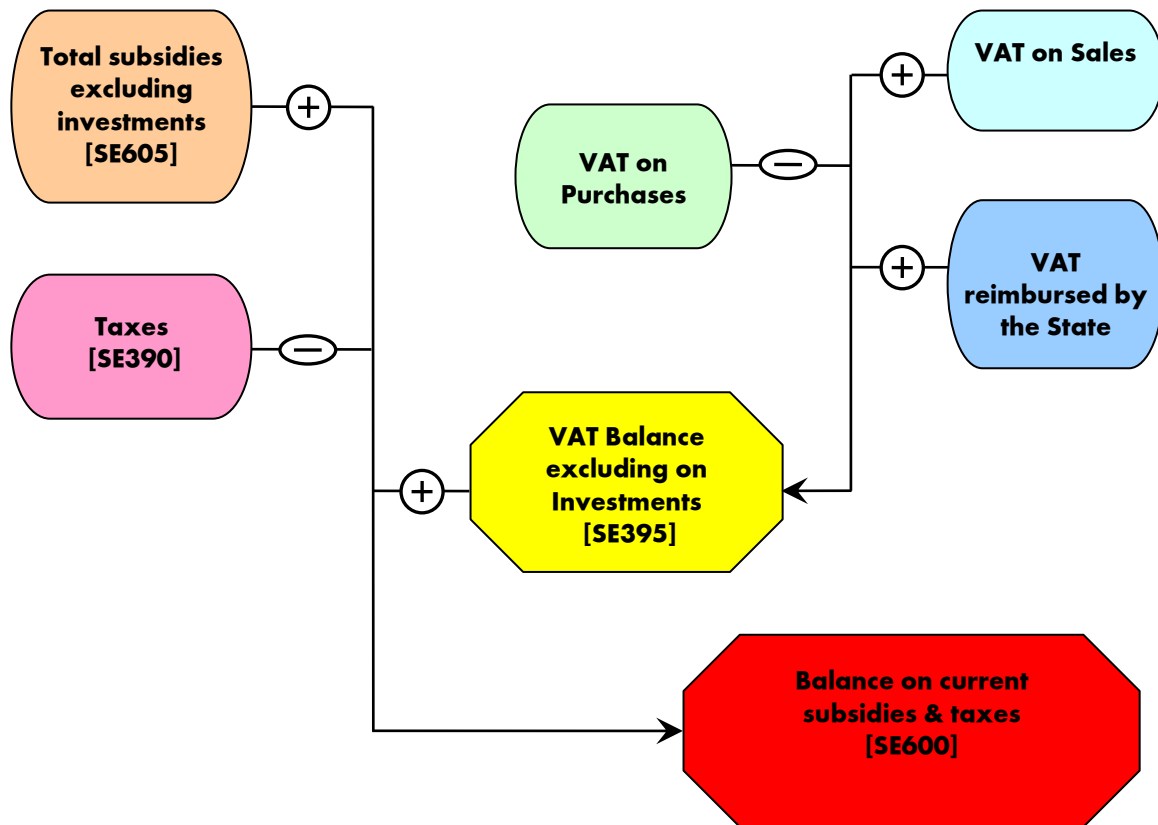 Total subsidies
excluding
investments
[SE605]
+
VAT on Sales
+
VAT on
Purchases
−
VAT
reimbursed by
the State
+
Taxes
[SE390]
−
VAT Balance
excluding on
Investments
[SE395]
+
Balance on current
subsidies & taxes
[SE600]